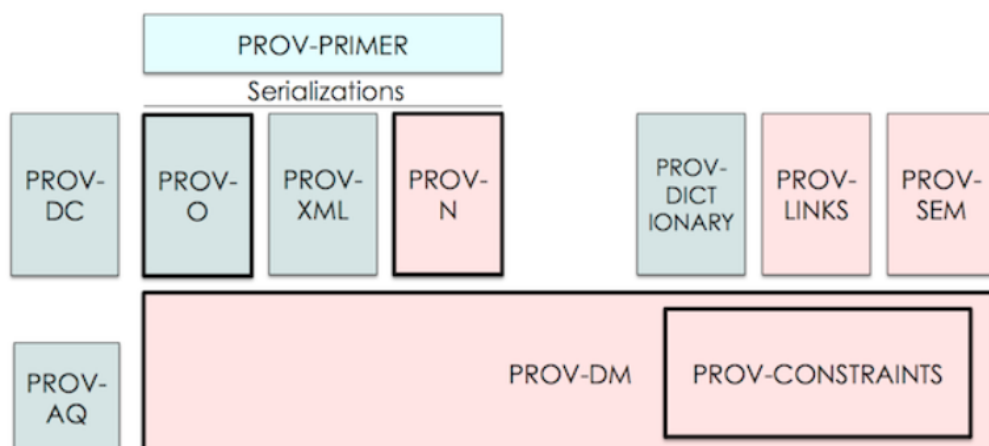 PROV-PRIMER
Serializations
PROV-
DC
PROV-
O
PROV-
XML
PROV-
N
PROV-
DICT
IONARY
PROV-
LINKS
PROV-
SEM
PROV-
AQ
PROV-DM
PROV-CONSTRAINTS